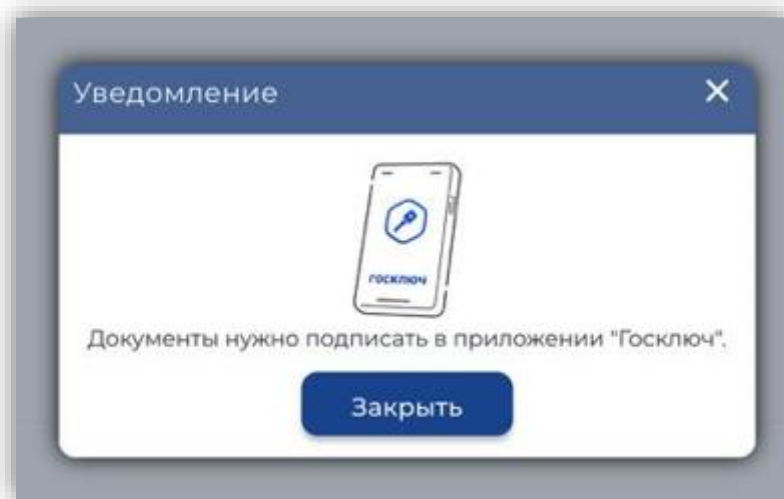 Уведомление
госключ
Документы нужно подписать в приложении "Госключ".
Закрыть